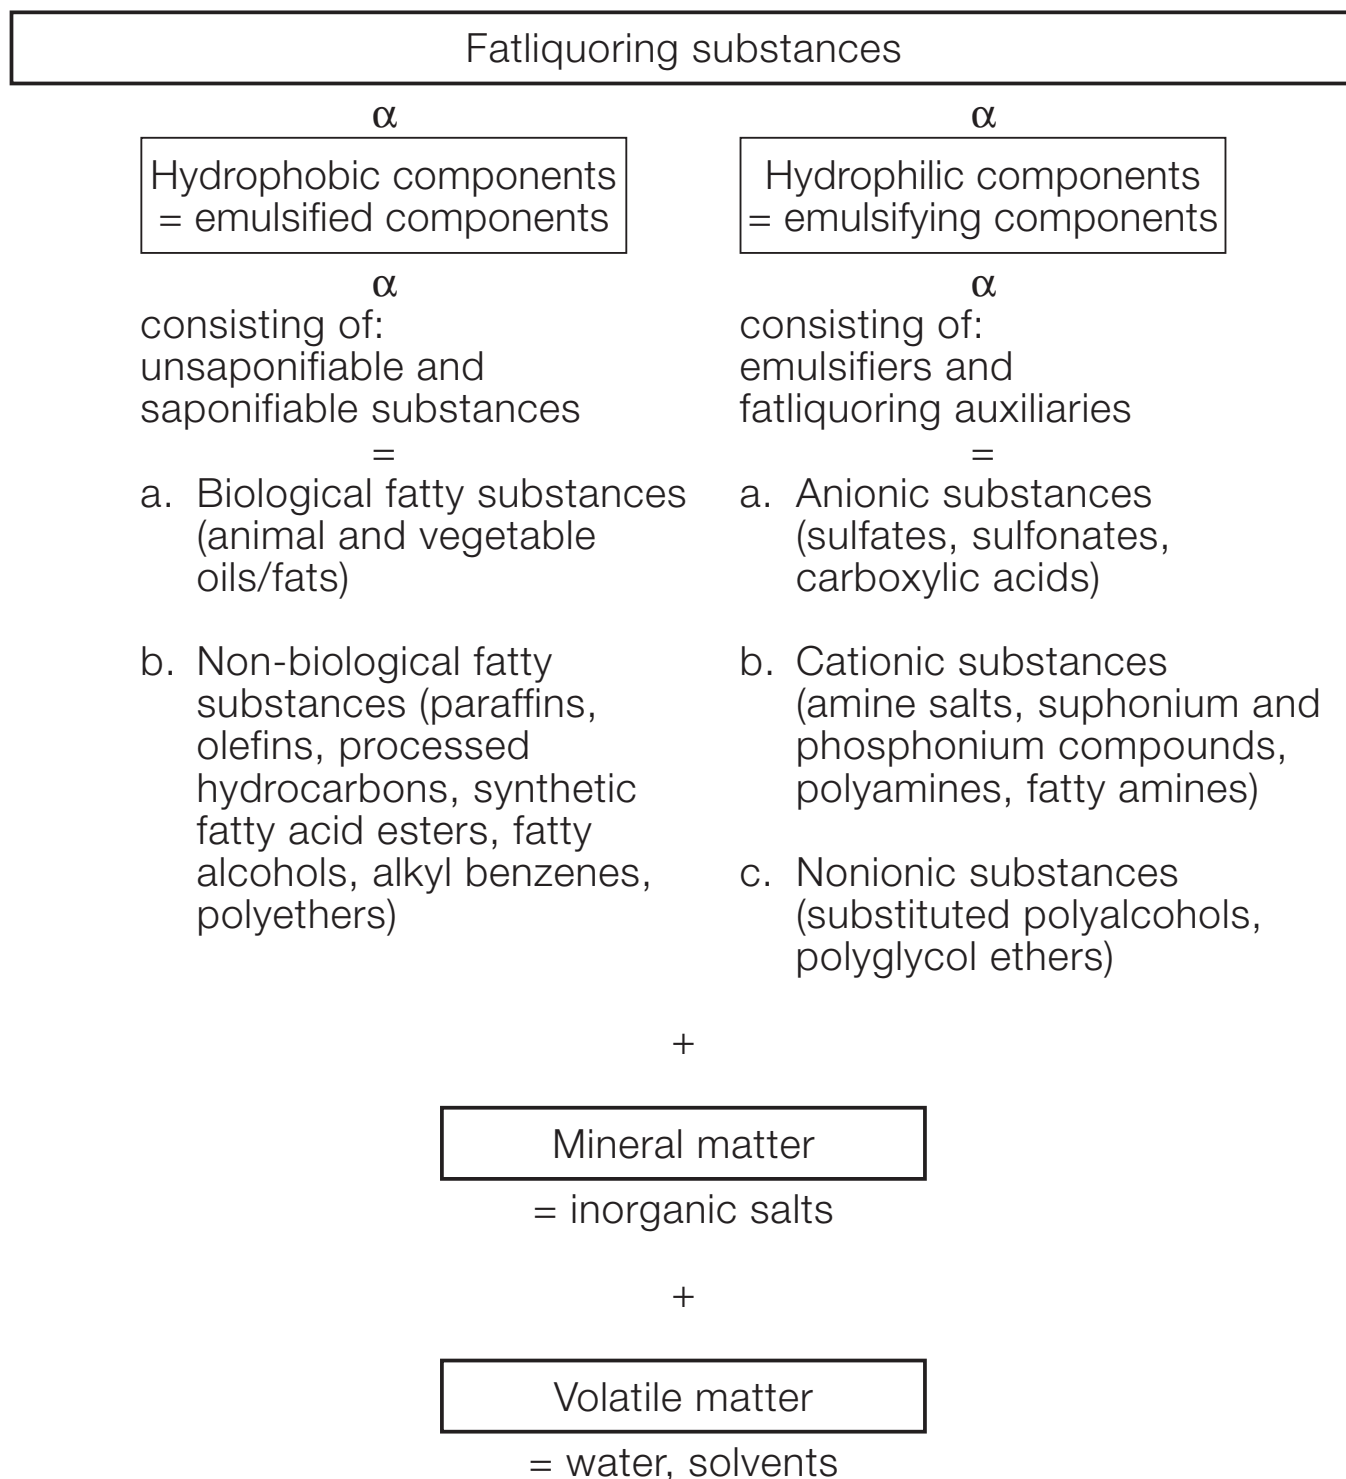 Fatliquoring substances
α
Hydrophobic components
= emulsified components
α
consisting of:
unsaponifiable and
saponifiable substances
=
a. Biological fatty substances
(animal and vegetable
oils/fats)
b. Non-biological fatty
substances (paraffins,
olefins, processed
hydrocarbons, synthetic
fatty acid esters, fatty
alcohols, alkyl benzenes,
polyethers)
α
Hydrophilic components
= emulsifying components
α
consisting of:
emulsifiers and
fatliquoring auxiliaries
=
a. Anionic substances
(sulfates, sulfonates,
carboxylic acids)
b. Cationic substances
(amine salts, suphonium and
phosphonium compounds,
polyamines, fatty amines)
c. Nonionic substances
(substituted polyalcohols,
polyglycol ethers)
+
Mineral matter
= inorganic salts
+
Volatile matter
= water, solvents